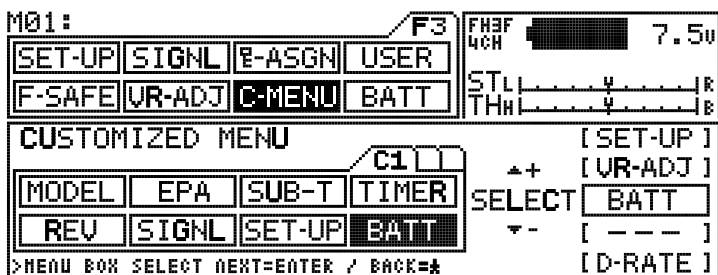 M01:
F3
SET-UP SIGNL -ASGN USER
F-SAFE VR-ADJ C-MENU BATT
FH3F
4CH
7.5v
STL R
THH B
CUSTOMIZED MENU
C1
MODEL EPA SUB-T TIMER
REV SIGNL SET-UP BATT
>MENU BOX SELECT NEXT=ENTER / BACK=
[ SET-UP ]
▲+ [ VR-ADJ ]
SELECT BATT
▼- [ --- ]
[ D-RATE ]